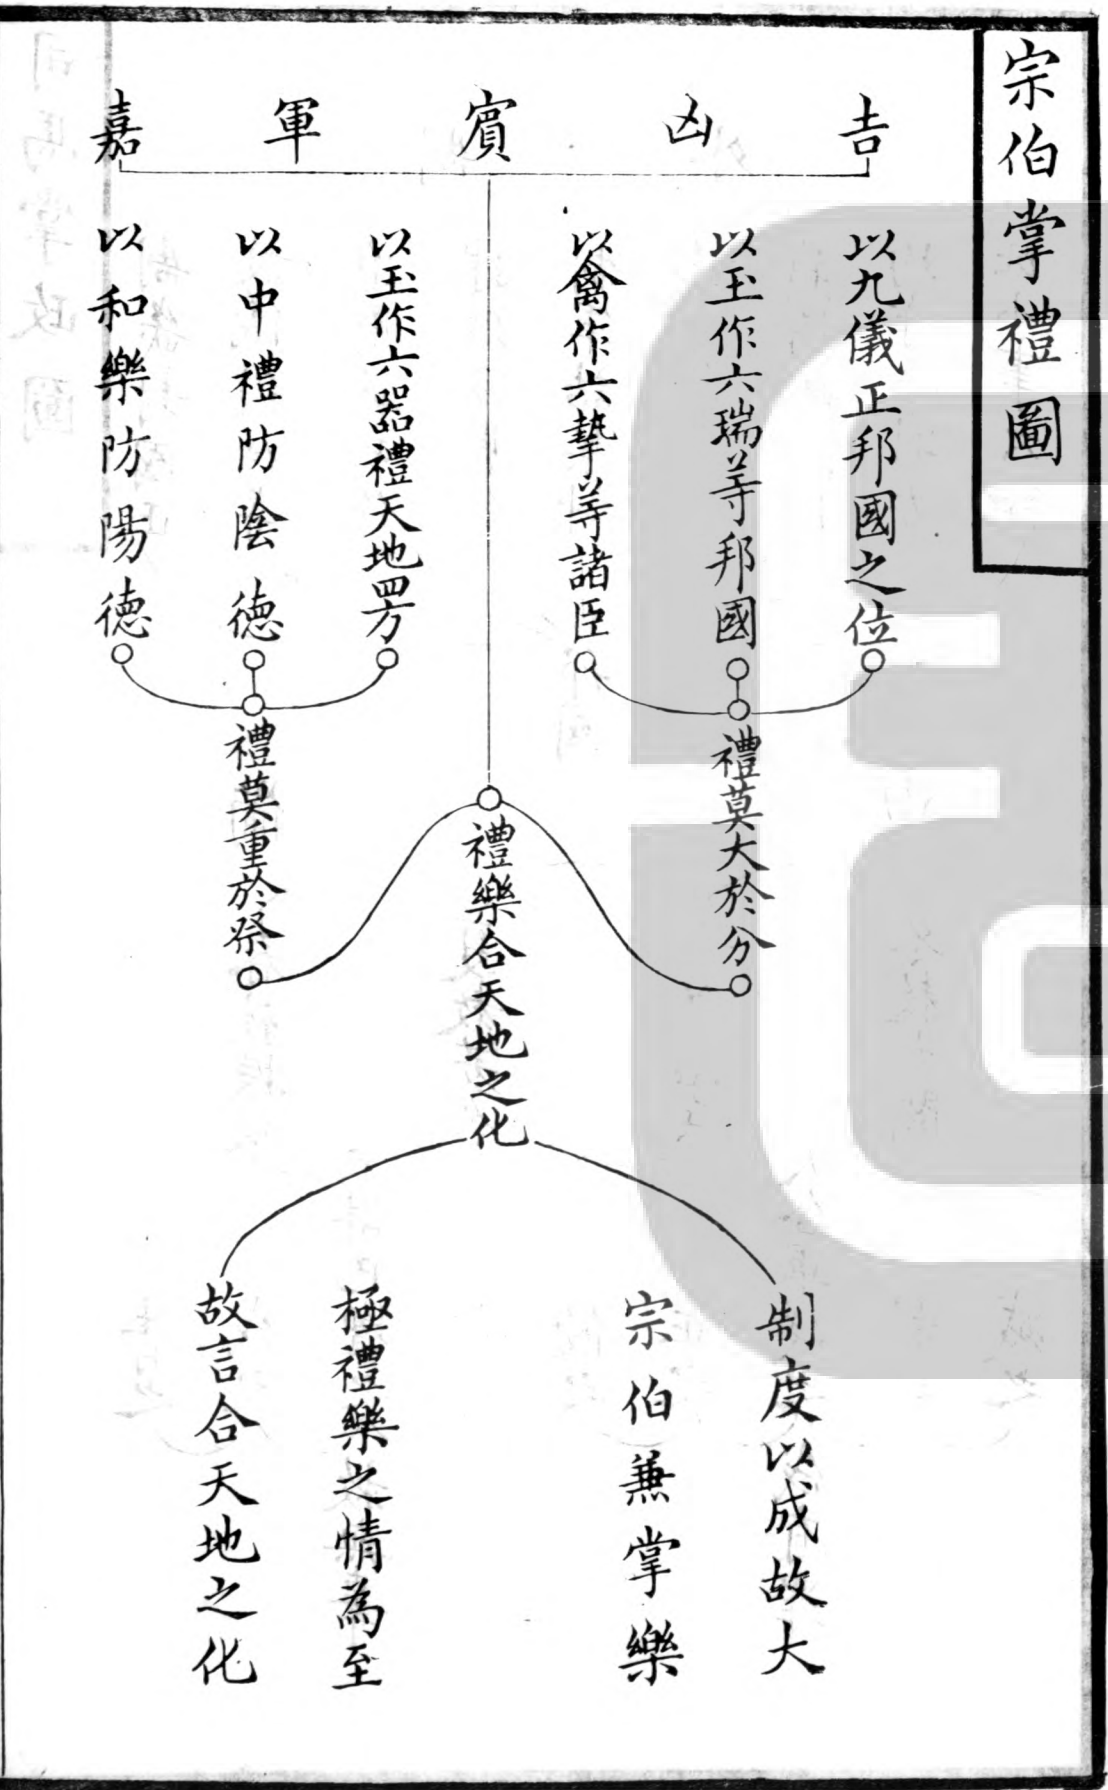 宗伯掌禮圖
吉
凶
賓
軍
嘉
以九儀正邦國之位
以玉作六瑞等邦國
以禽作六摯等諸臣
以玉作六器禮天地四方
以中禮防陰德
以和樂防陽德
禮莫大於分
禮莫重於祭
禮樂合天地之化
制度以成故大
宗伯兼掌樂
極禮樂之情為至
故言合天地之化